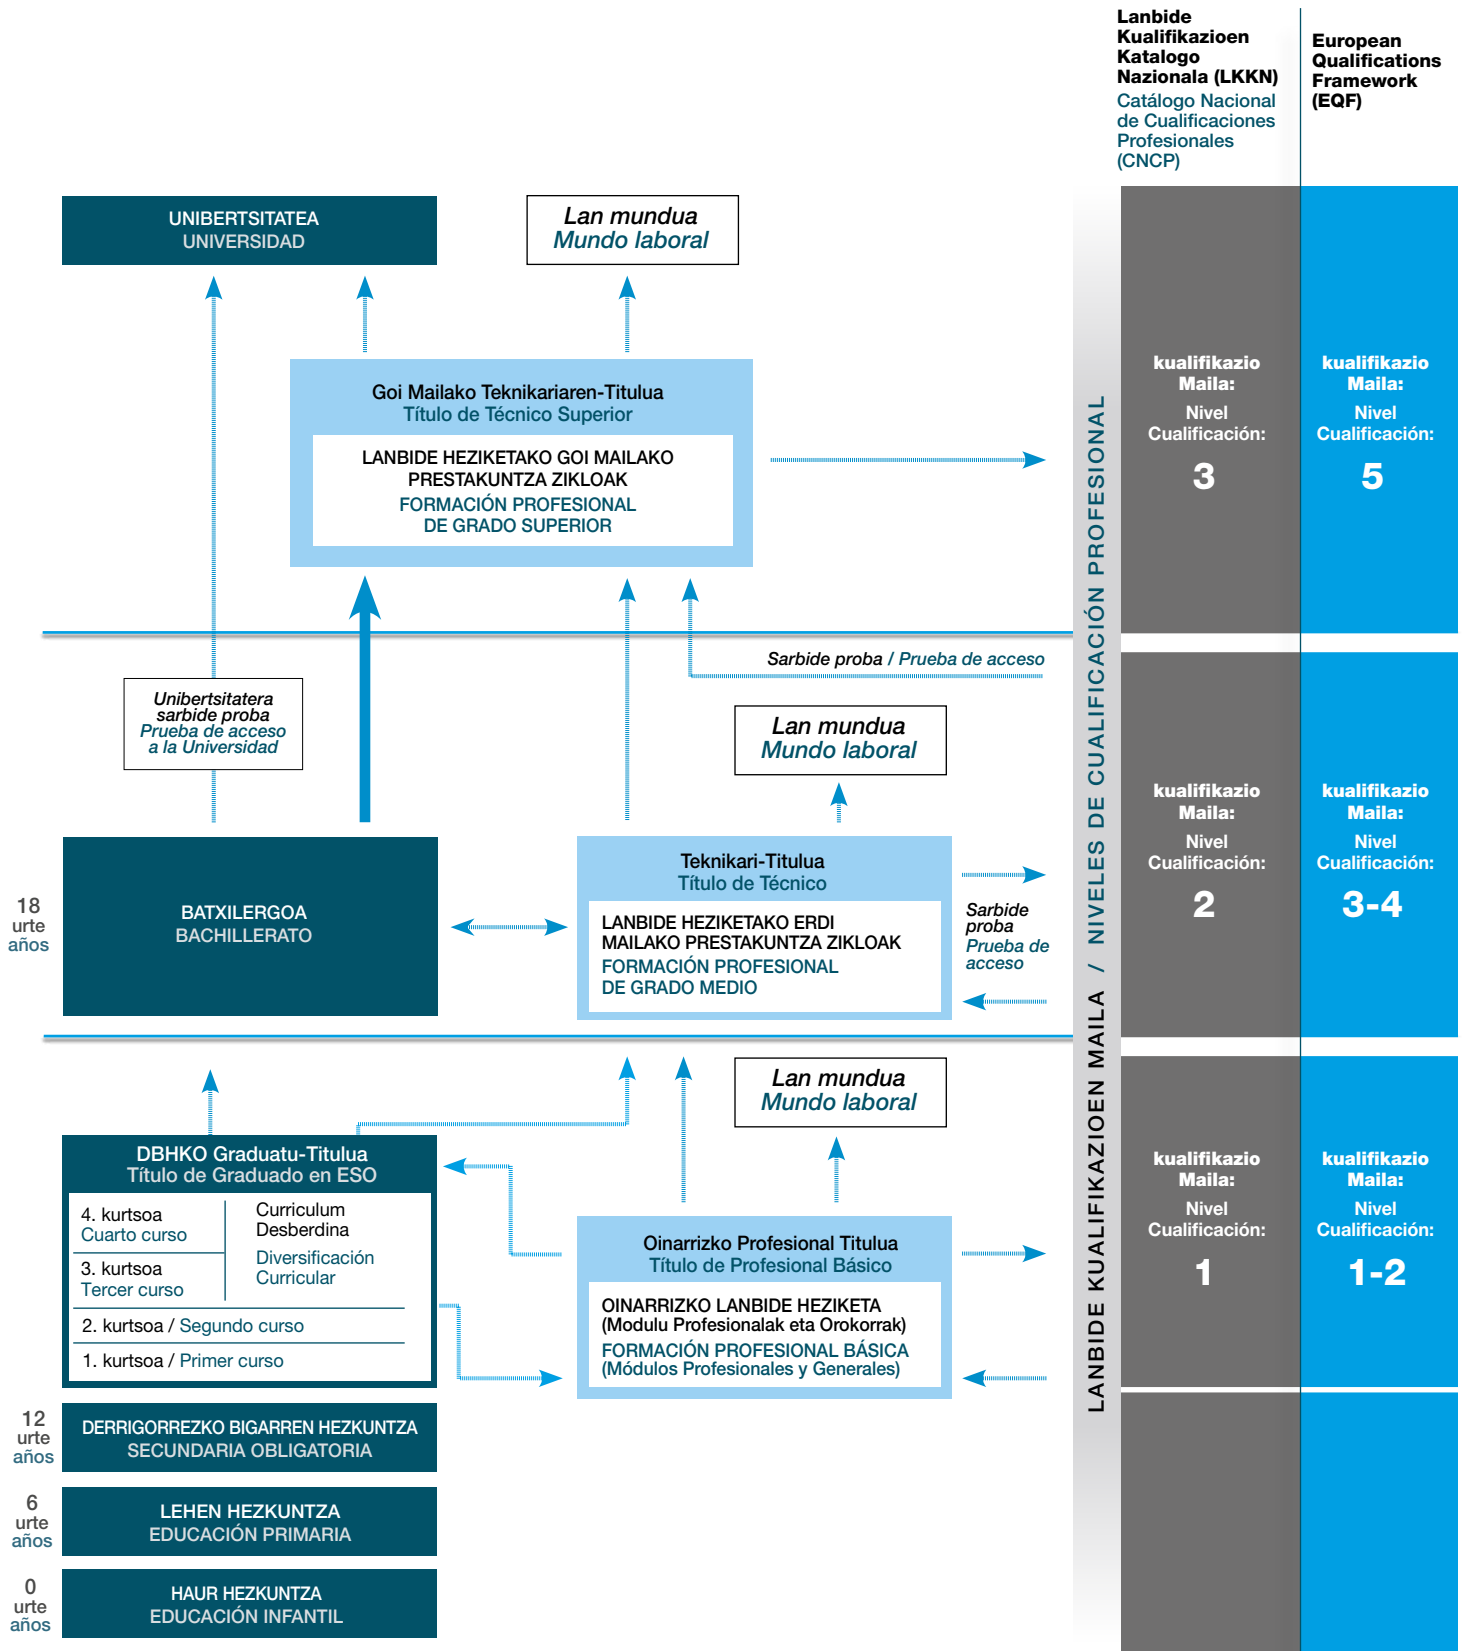 Lanbide
Kualifikazioen
Katalogo
Nazionala (LKKN)
Catálogo Nacional
de Cualificaciones
Profesionales
(CNCP)
European
Qualifications
Framework
(EQF)
UNIBERTSITATEA
UNIVERSIDAD
Lan mundua
Mundo laboral
Goi Mailako Teknikariaren-Titulua
Título de Técnico Superior
LANBIDE HEZIKETAKO GOI MAILAKO
PRESTAKUNTZA ZIKLOAK
FORMACIÓN PROFESIONAL
DE GRADO SUPERIOR
kualifikazio
Maila:
Nivel
Cualificación:
3
kualifikazio
Maila:
Nivel
Cualificación:
5
Sarbide proba / Prueba de acceso
Unibertsitatera
sarbide proba
Prueba de acceso
a la Universidad
Lan mundua
Mundo laboral
18
urte
años
BATXILERGOA
BACHILLERATO
Teknikari-Titulua
Título de Técnico
LANBIDE HEZIKETAKO ERDI
MAILAKO PRESTAKUNTZA ZIKLOAK
FORMACIÓN PROFESIONAL
DE GRADO MEDIO
Sarbide
proba
Prueba de
acceso
kualifikazio
Maila:
Nivel
Cualificación:
2
kualifikazio
Maila:
Nivel
Cualificación:
3-4
LANBIDE KUALIFIKAZIOEN MAILA / NIVELES DE CUALIFICACIÓN PROFESIONAL
Lan mundua
Mundo laboral
DBHKO Graduatu-Titulua
Título de Graduado en ESO
4. kurtsoa
Cuarto curso
3. kurtsoa
Tercer curso
Curriculum
Desberdina
Diversificación
Curricular
2. kurtsoa / Segundo curso
1. kurtsoa / Primer curso
Oinarrizko Profesional Titulua
Título de Profesional Básico
OINARRIZKO LANBIDE HEZIKETA
(Modulu Profesionalak eta Orokorrak)
FORMACIÓN PROFESIONAL BÁSICA
(Módulos Profesionales y Generales)
kualifikazio
Maila:
Nivel
Cualificación:
1
kualifikazio
Maila:
Nivel
Cualificación:
1-2
12
urte
años
DERRIGORREZKO BIGARREN HEZKUNTZA
SECUNDARIA OBLIGATORIA
6
urte
años
LEHEN HEZKUNTZA
EDUCACIÓN PRIMARIA
0
urte
años
HAUR HEZKUNTZA
EDUCACIÓN INFANTIL